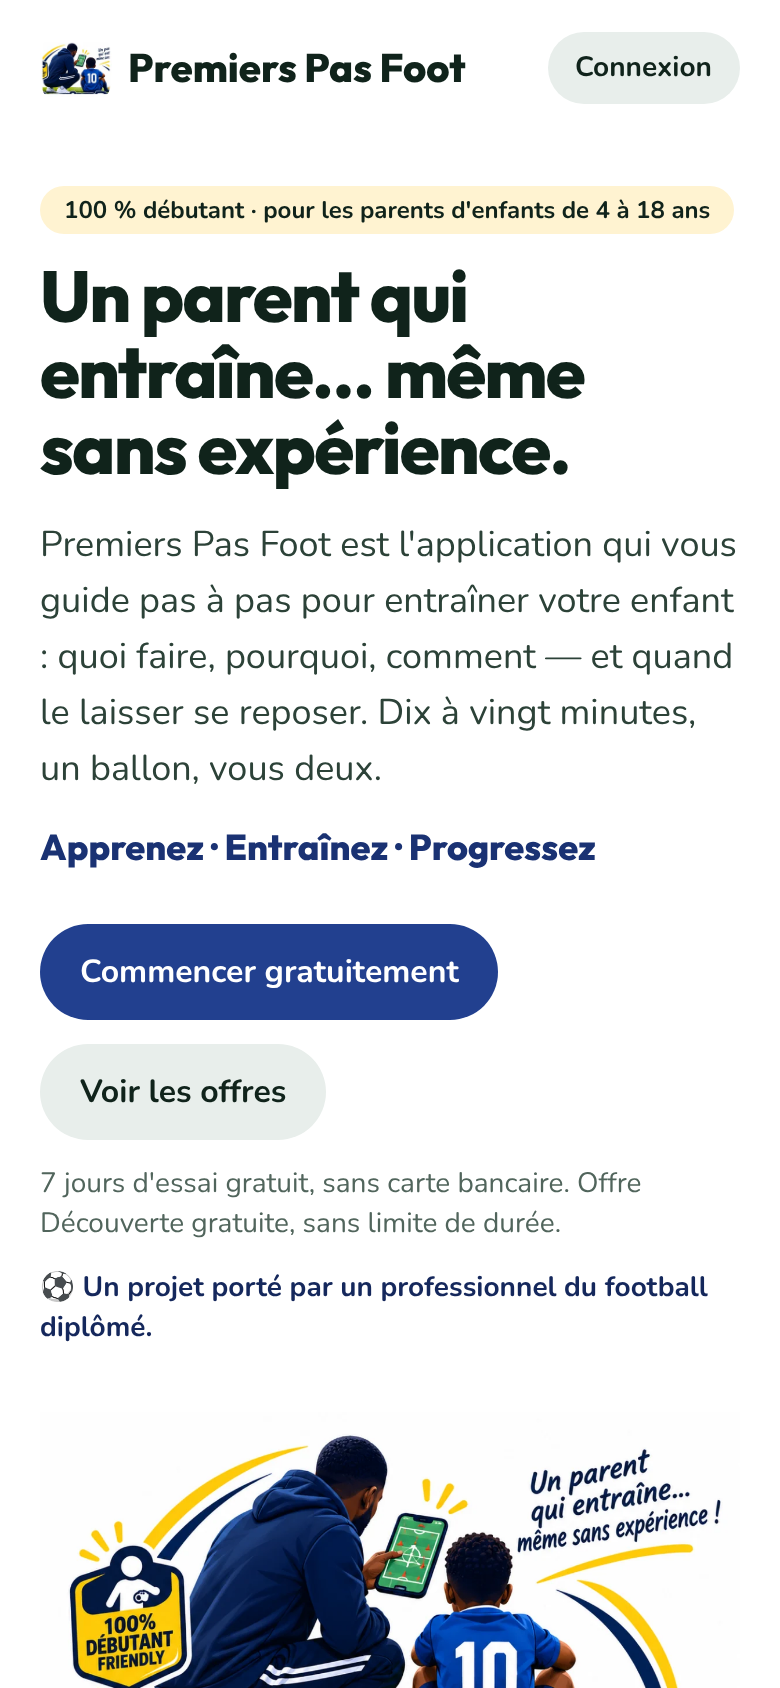 Premiers Pas Foot
Connexion
100 % débutant · pour les parents d'enfants de 4 à 18 ans
Un parent qui
entraîne… même
sans expérience.
Premiers Pas Foot est l'application qui vous
guide pas à pas pour entraîner votre enfant
: quoi faire, pourquoi, comment — et quand
le laisser se reposer. Dix à vingt minutes,
un ballon, vous deux.
Apprenez · Entraînez · Progressez
Commencer gratuitement
Voir les offres
7 jours d'essai gratuit, sans carte bancaire. Offre
Découverte gratuite, sans limite de durée.
⚽ Un projet porté par un professionnel du football
diplômé.
Un parent
qui entraîne...
même sans expérience !
100%
DÉBUTANT
FRIENDLY
10